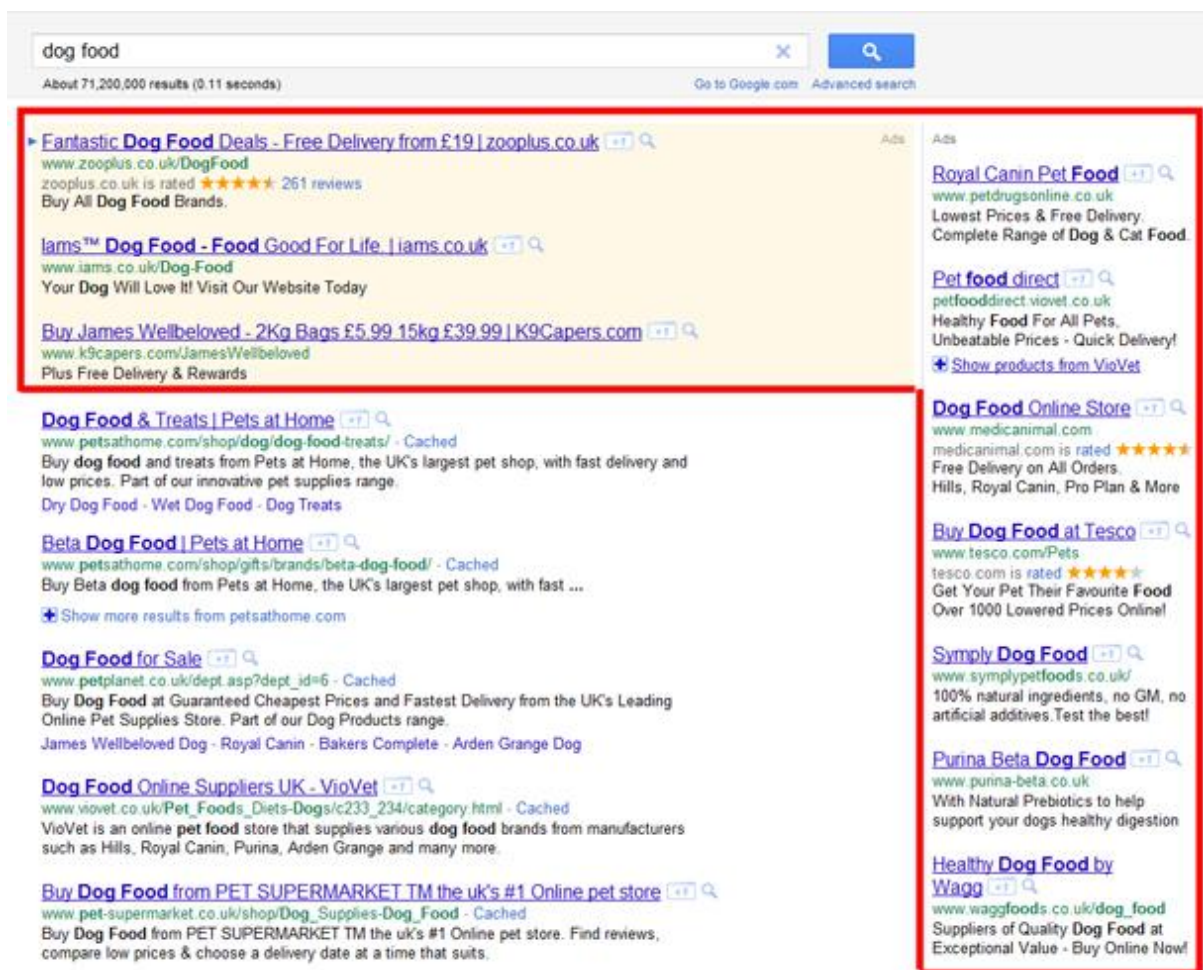 dog food
About 71,200,000 results (0.11 seconds)
Go to Google.com Advanced search
Fantastic Dog Food Deals - Free Delivery from £19 | zooplus.co.uk +1
Ads
www.zooplus.co.uk/DogFood
zooplus.co.uk is rated 261 reviews
Buy All Dog Food Brands.
Iams™ Dog Food - Food Good For Life. | iams.co.uk +1
www.iams.co.uk/Dog-Food
Your Dog Will Love It! Visit Our Website Today
Buy James Wellbeloved - 2Kg Bags £5.99 15kg £39.99 | K9Capers.com +1
www.k9capers.com/JamesWellbeloved
Plus Free Delivery & Rewards
Dog Food & Treats | Pets at Home +1
www.petsathome.com/shop/dog/dog-food-treats/ - Cached
Buy dog food and treats from Pets at Home, the UK's largest pet shop, with fast delivery and
low prices. Part of our innovative pet supplies range.
Dry Dog Food - Wet Dog Food - Dog Treats
Beta Dog Food | Pets at Home +1
www.petsathome.com/shop/gifts/brands/beta-dog-food/ - Cached
Buy Beta dog food from Pets at Home, the UK's largest pet shop, with fast ...
Show more results from petsathome.com
Dog Food for Sale +1
www.petplanet.co.uk/dept.asp?dept_id=6 - Cached
Buy Dog Food at Guaranteed Cheapest Prices and Fastest Delivery from the UK's Leading
Online Pet Supplies Store. Part of our Dog Products range.
James Wellbeloved Dog - Royal Canin - Bakers Complete - Arden Grange Dog
Dog Food Online Suppliers UK - VioVet +1
www.viovet.co.uk/Pet_Foods_Diets-Dogs/c233_234/category.html - Cached
VioVet is an online pet food store that supplies various dog food brands from manufacturers
such as Hills, Royal Canin, Purina, Arden Grange and many more.
Buy Dog Food from PET SUPERMARKET TM the uk's #1 Online pet store +1
www.pet-supermarket.co.uk/shop/Dog_Supplies-Dog_Food - Cached
Buy Dog Food from PET SUPERMARKET TM the uk's #1 Online pet store. Find reviews,
compare low prices & choose a delivery date at a time that suits.
Ads
Royal Canin Pet Food +1
www.petdrugsonline.co.uk
Lowest Prices & Free Delivery.
Complete Range of Dog & Cat Food.
Pet food direct +1
petfooddirect.viovet.co.uk
Healthy Food For All Pets,
Unbeatable Prices - Quick Delivery!
Show products from VioVet
Dog Food Online Store +1
www.medicanimal.com
medicanimal.com is rated
Free Delivery on All Orders.
Hills, Royal Canin, Pro Plan & More
Buy Dog Food at Tesco +1
www.tesco.com/Pets
tesco.com is rated
Get Your Pet Their Favourite Food
Over 1000 Lowered Prices Online!
Symply Dog Food +1
www.symplypetfoods.co.uk/
100% natural ingredients, no GM, no
artificial additives.Test the best!
Purina Beta Dog Food +1
www.purina-beta.co.uk
With Natural Prebiotics to help
support your dogs healthy digestion
Healthy Dog Food by
Wagg +1
www.waggfoods.co.uk/dog_food
Suppliers of Quality Dog Food at
Exceptional Value - Buy Online Now!